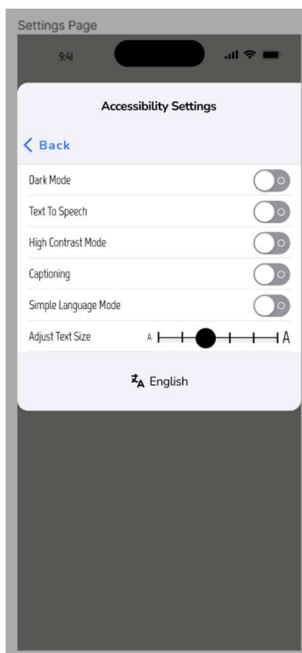 Settings Page
9:41
Accessibility Settings
Back
Dark Mode
Text To Speech
High Contrast Mode
Captioning
Simple Language Mode
Adjust Text Size A A
English